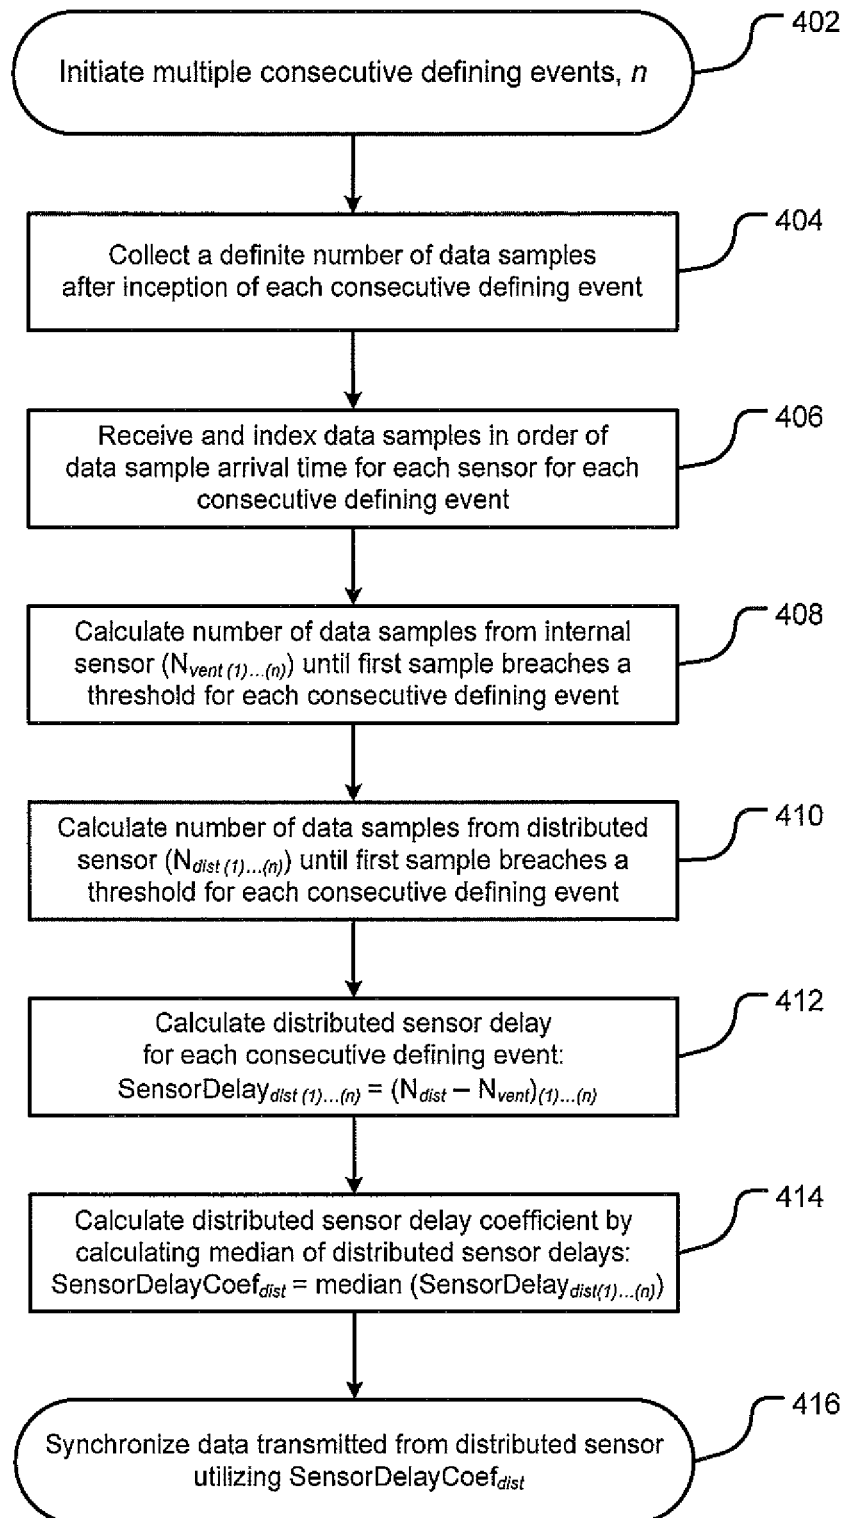 402
Initiate multiple consecutive defining events, n
404
Collect a definite number of data samples
after inception of each consecutive defining event
406
Receive and index data samples in order of
data sample arrival time for each sensor for each
consecutive defining event
408
Calculate number of data samples from internal
sensor (Nvent (1)...(n)) until first sample breaches a
threshold for each consecutive defining event
410
Calculate number of data samples from distributed
sensor (Ndist (1)...(n)) until first sample breaches a
threshold for each consecutive defining event
412
Calculate distributed sensor delay
for each consecutive defining event:
SensorDelaydist (1)...(n) = (Ndist – Nvent)(1)...(n)
414
Calculate distributed sensor delay coefficient by
calculating median of distributed sensor delays:
SensorDelayCoefdist = median (SensorDelaydist(1)...(n))
416
Synchronize data transmitted from distributed sensor
utilizing SensorDelayCoefdist